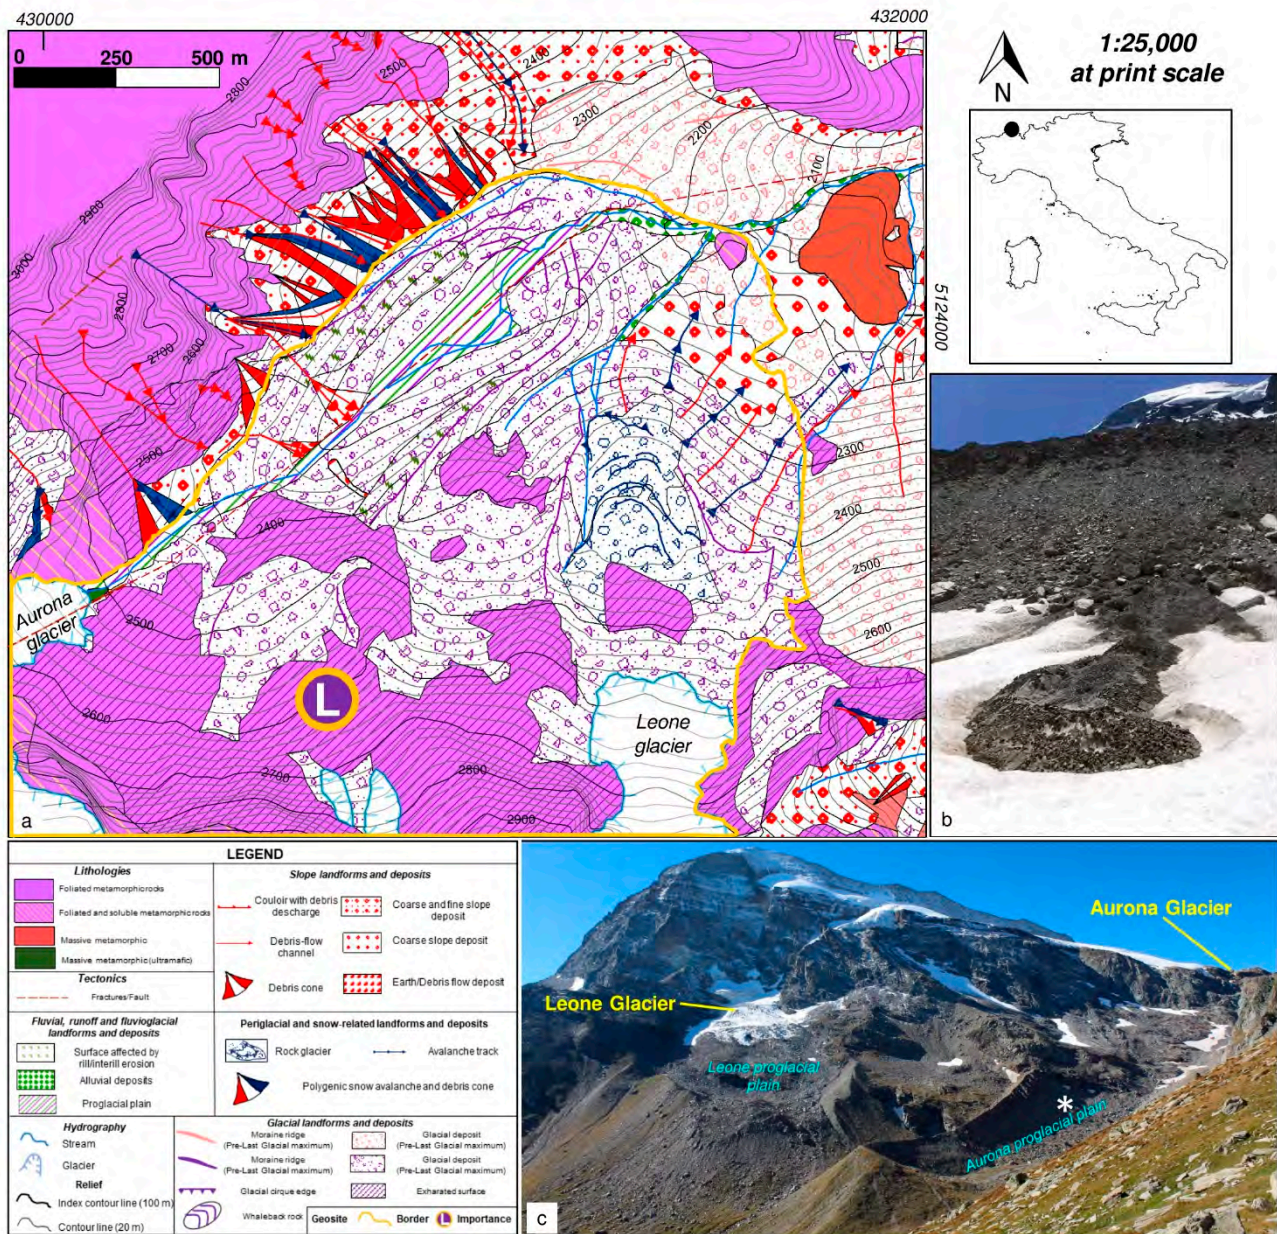 430000
432000
0 250 500 m
2800
2500
2400
2300
2200
2100
2900
3000
2800
2700
2600
2500
2400
2300
2400
2500
2600
2500
2600
2700
2800
2900
5124000
Aurona
glacier
Leone
glacier
L
a
N
1:25,000
at print scale
b
LEGEND
Lithologies
Foliated metamorphic rocks
Foliated and soluble metamorphic rocks
Massive metamorphic
Massive metamorphic (ultramafic)
Tectonics
Fractures/Fault
Fluvial, runoff and fluvioglacial
landforms and deposits
Surface affected by
rill/interill erosion
Alluvial deposits
Proglacial plain
Hydrography
Stream
Glacier
Relief
Index contour line (100 m)
Contour line (20 m)
Slope landforms and deposits
Couloir with debris
descharge
Coarse and fine slope
deposit
Debris-flow
channel
Coarse slope deposit
Debris cone
Earth/Debris flow deposit
Periglacial and snow-related landforms and deposits
Rock glacier
Avalanche track
Polygenic snow avalanche and debris cone
Glacial landforms and deposits
Moraine ridge
(Pre-Last Glacial maximum)
Glacial deposit
(Pre-Last Glacial maximum)
Moraine ridge
(Pre-Last Glacial maximum)
Glacial deposit
(Pre-Last Glacial maximum)
Glacial cirque edge
Exharated surface
Whaleback rock
Geosite Border L Importance
Aurona Glacier
Leone Glacier
Leone proglacial
plain
*
Aurona proglacial plain
c